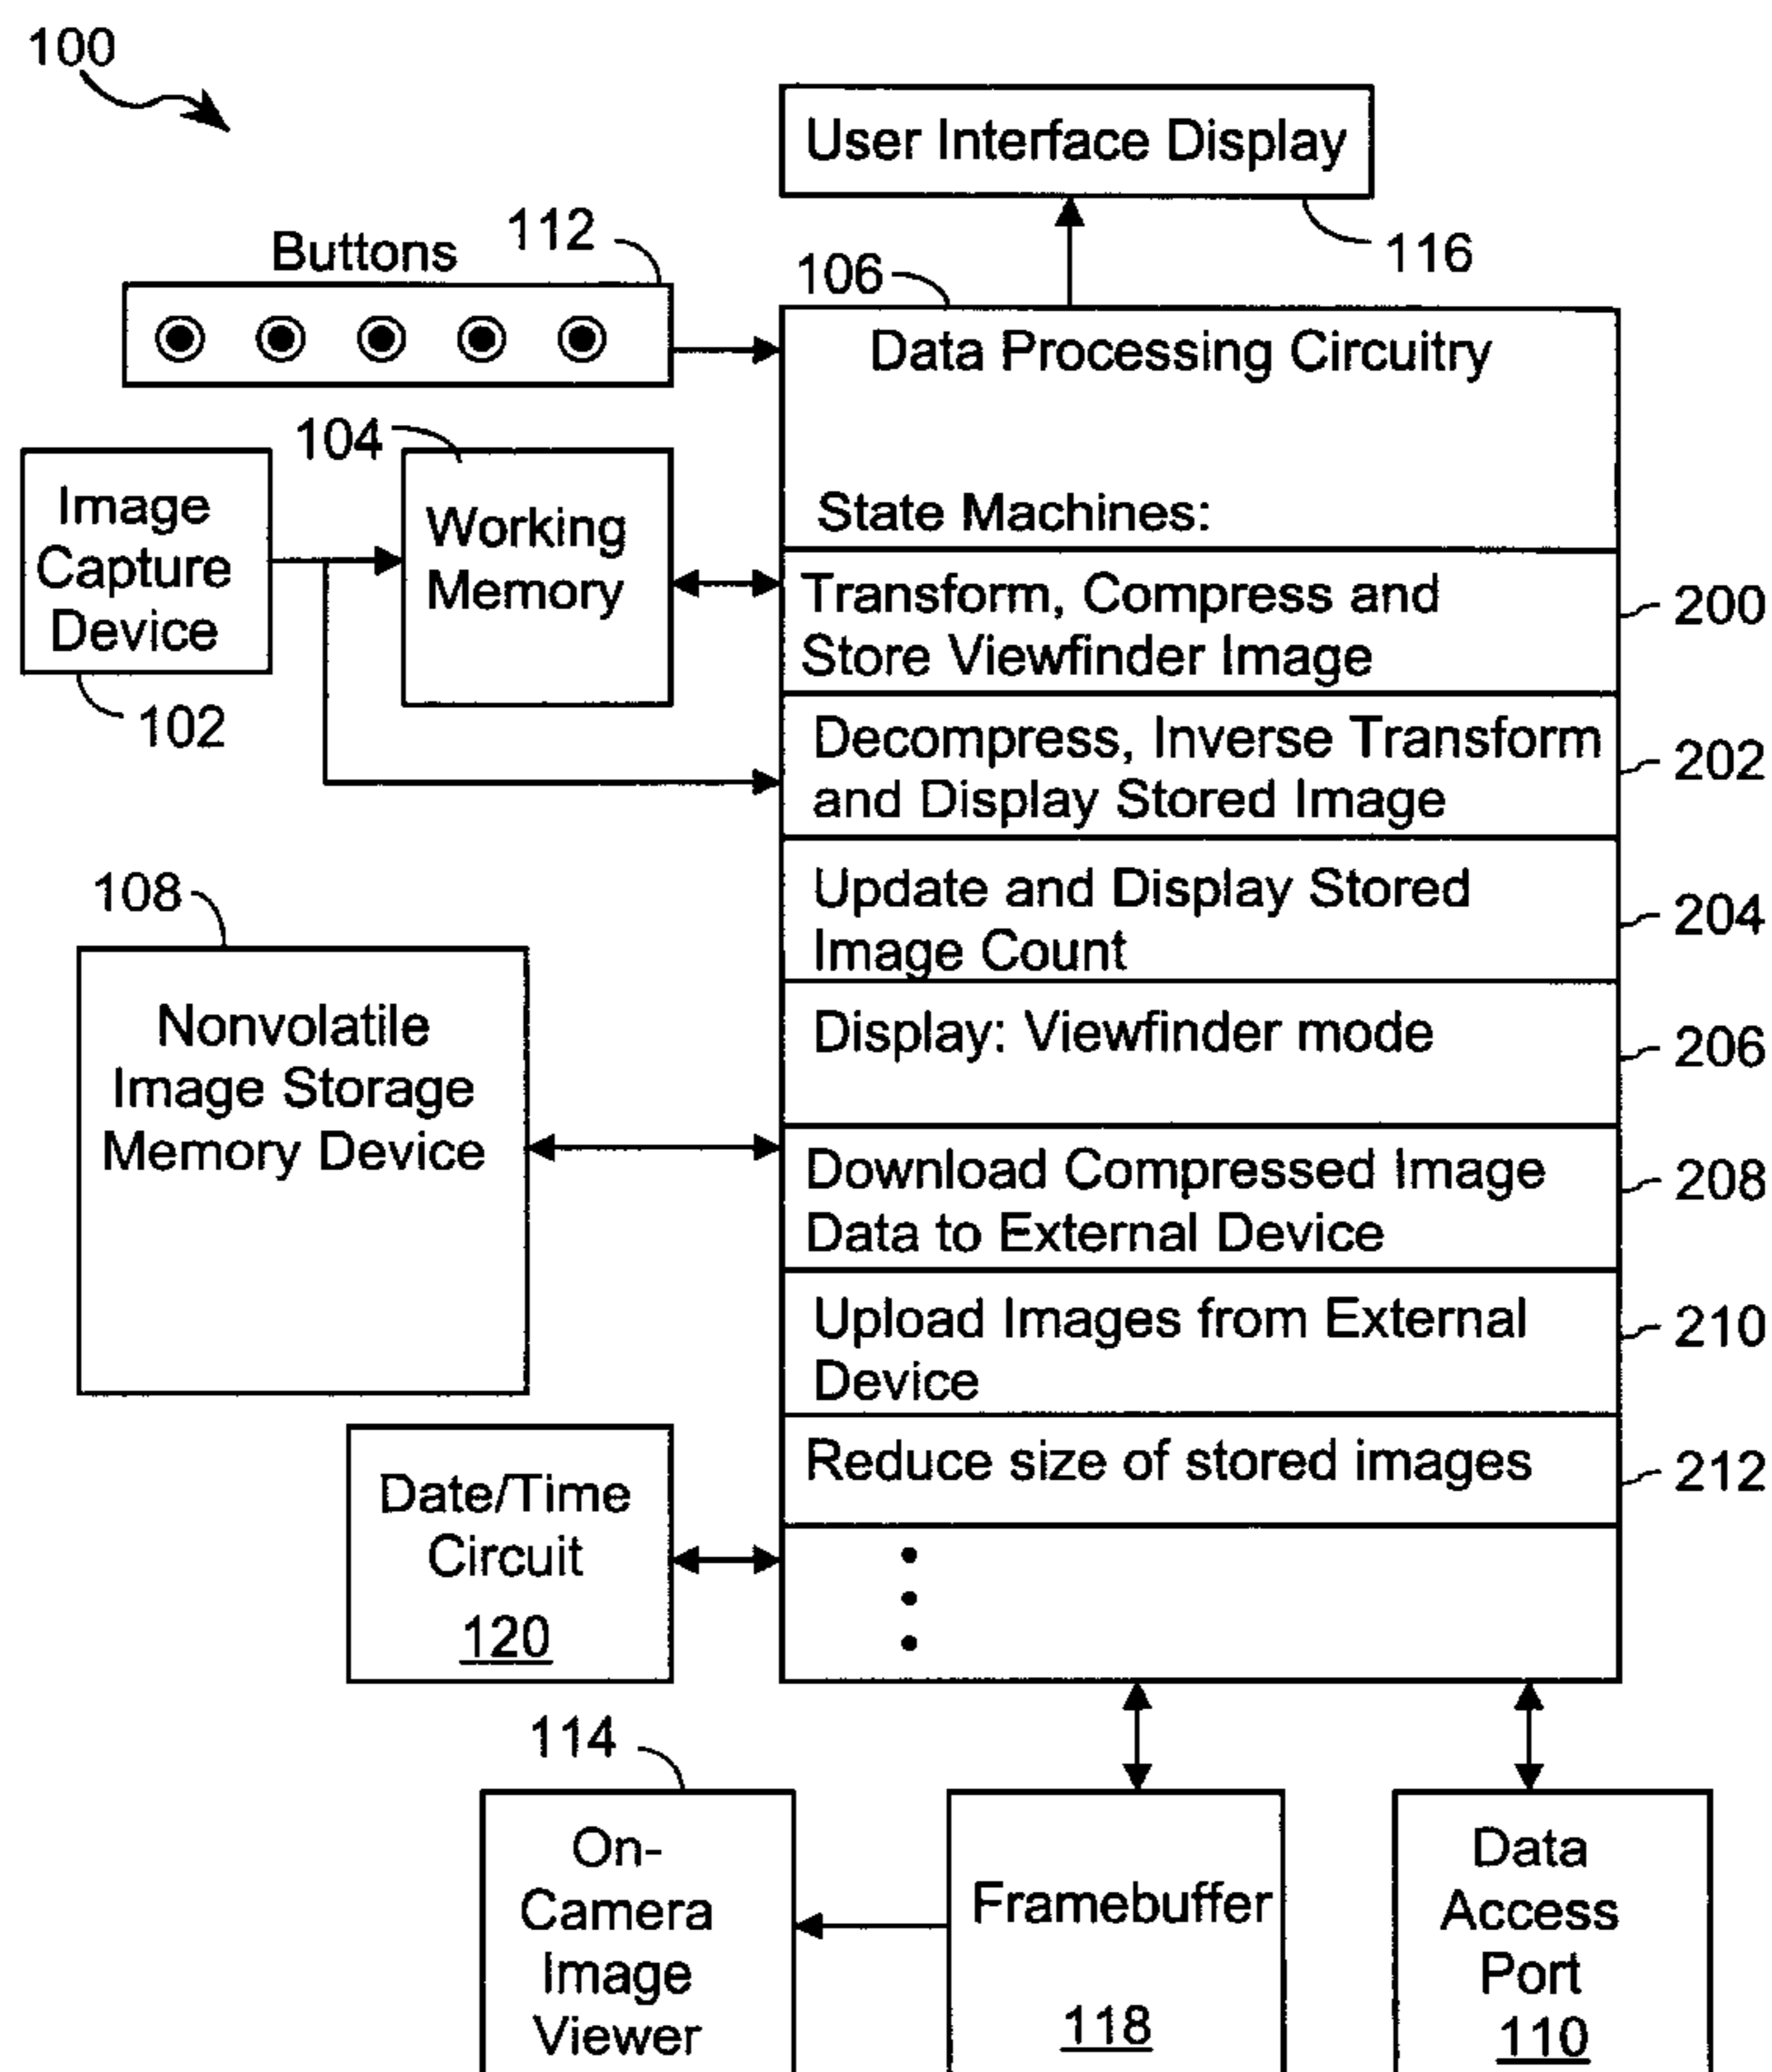 100
User Interface Display
116
Buttons
112
106
Data Processing Circuitry
State Machines:
104
Image
Capture
Device
102
Working
Memory
Transform, Compress and
Store Viewfinder Image
200
Decompress, Inverse Transform
and Display Stored Image
202
Update and Display Stored
Image Count
204
108
Nonvolatile
Image Storage
Memory Device
Display: Viewfinder mode
206
Download Compressed Image
Data to External Device
208
Upload Images from External
Device
210
Reduce size of stored images
212
Date/Time
Circuit
120
114
On-
Camera
Image
Viewer
Framebuffer
118
Data
Access
Port
110